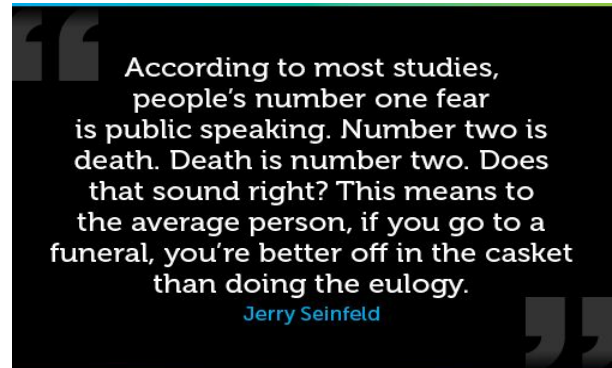 According to most studies,
people’s number one fear
is public speaking. Number two is
death. Death is number two. Does
that sound right? This means to
the average person, if you go to a
funeral, you’re better off in the casket
than doing the eulogy.
Jerry Seinfeld